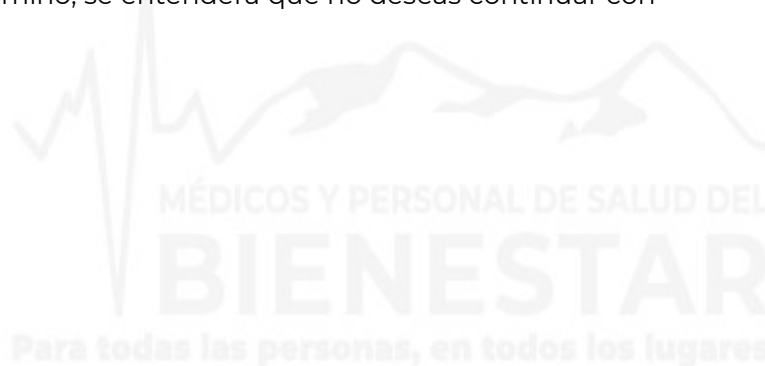 mino, se entenderá que no deseas continuar con
MÉDICOS Y PERSONAL DE SALUD DEL
BIENESTAR
Para todas las personas, en todos los lugares